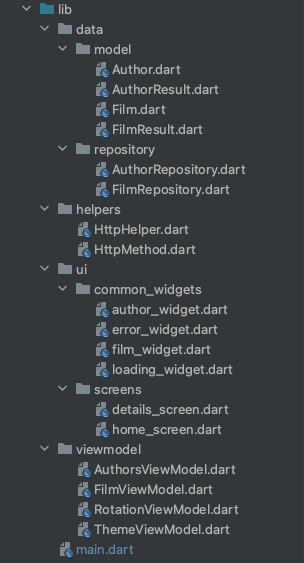 lib
data
model
Author.dart
AuthorResult.dart
Film.dart
FilmResult.dart
repository
AuthorRepository.dart
FilmRepository.dart
helpers
HttpHelper.dart
HttpMethod.dart
ui
common_widgets
author_widget.dart
error_widget.dart
film_widget.dart
loading_widget.dart
screens
details_screen.dart
home_screen.dart
viewmodel
AuthorsViewModel.dart
FilmViewModel.dart
RotationViewModel.dart
ThemeViewModel.dart
main.dart